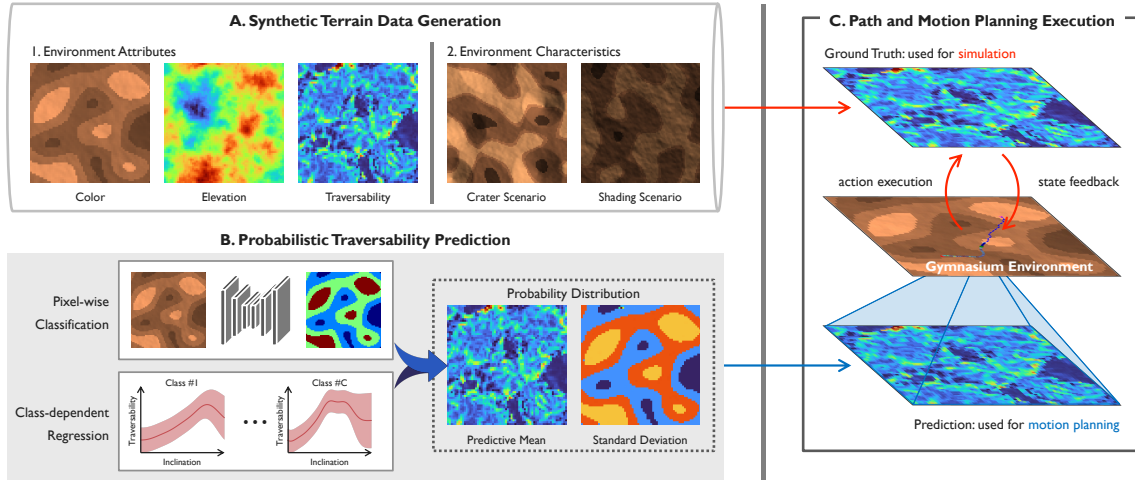 A. Synthetic Terrain Data Generation
1. Environment Attributes
2. Environment Characteristics
Color
Elevation
Traversability
Crater Scenario
Shading Scenario
B. Probabilistic Traversability Prediction
Pixel-wise
Classification
Class-dependent
Regression
Class #1
Traversability
Inclination
Class #C
Traversability
Inclination
Probability Distribution
Predictive Mean
Standard Deviation
C. Path and Motion Planning Execution
Ground Truth: used for simulation
action execution
state feedback
Gymnasium Environment
Prediction: used for motion planning